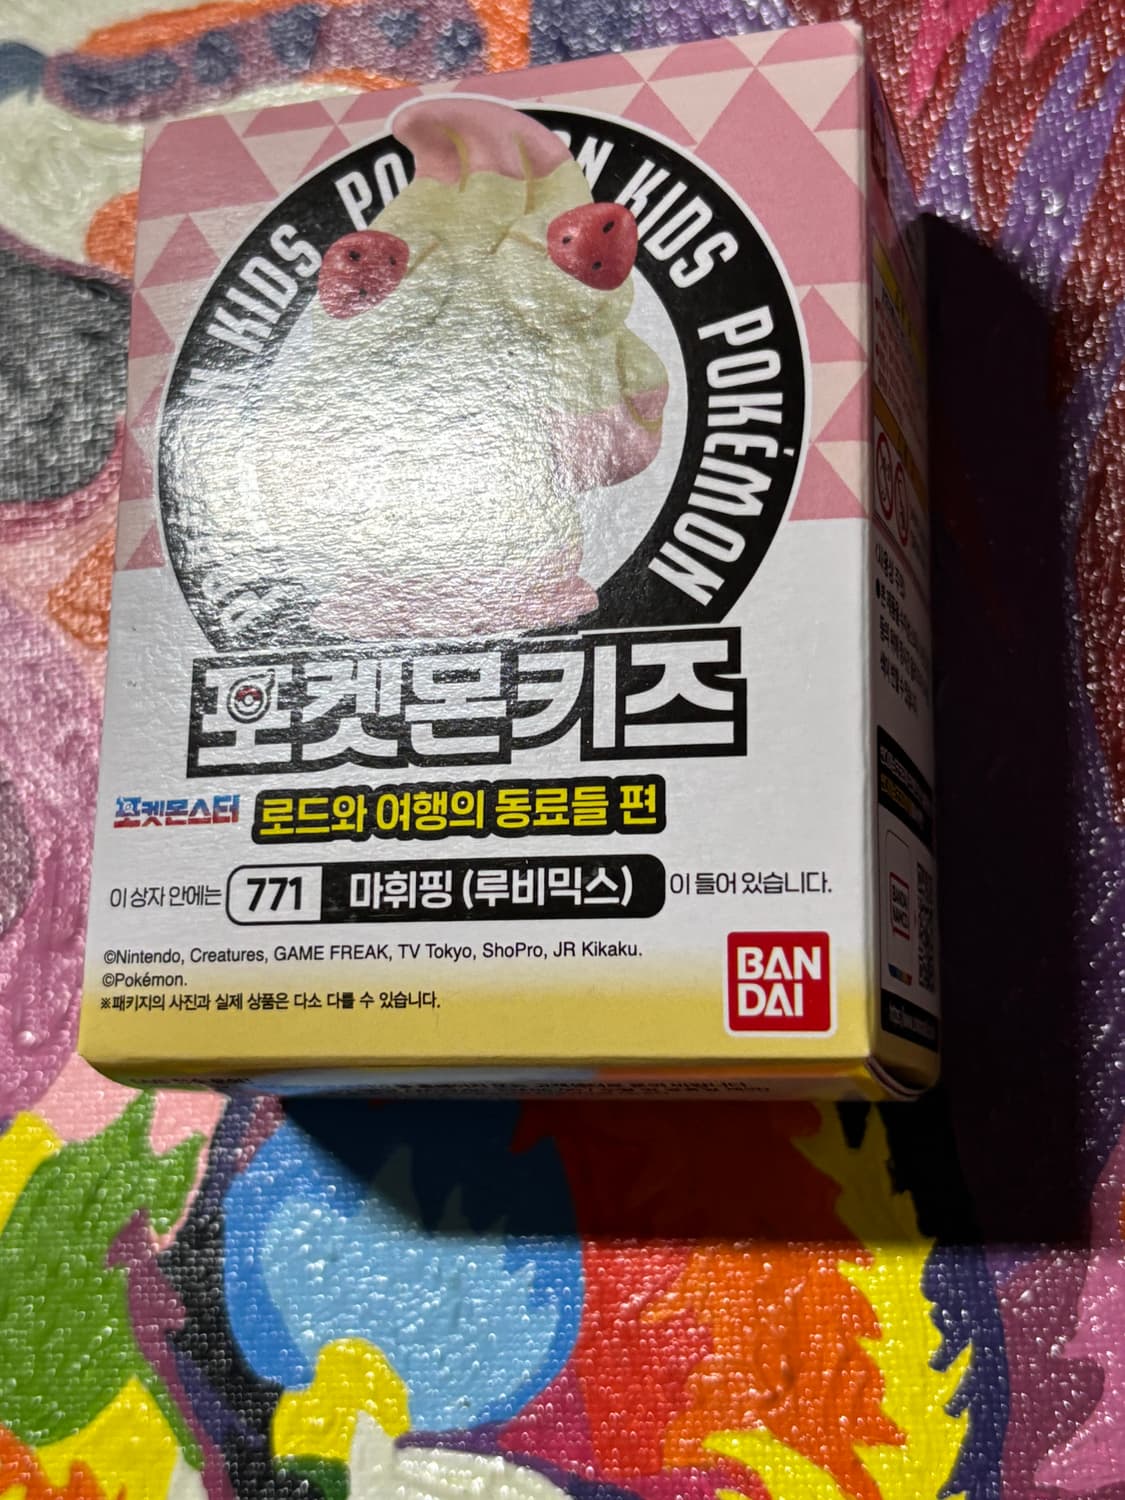 KIDS PO ON KIDS POKÉMON
포켓몬키즈
포켓몬스터 로드와 여행의 동료들 편
이 상자 안에는 771 마휘핑 (루비믹스) 이 들어 있습니다.
©Nintendo, Creatures, GAME FREAK, TV Tokyo, ShoPro, JR Kikaku.
©Pokémon.
※패키지의 사진과 실제 상품은 다소 다를 수 있습니다.
BAN
DAI